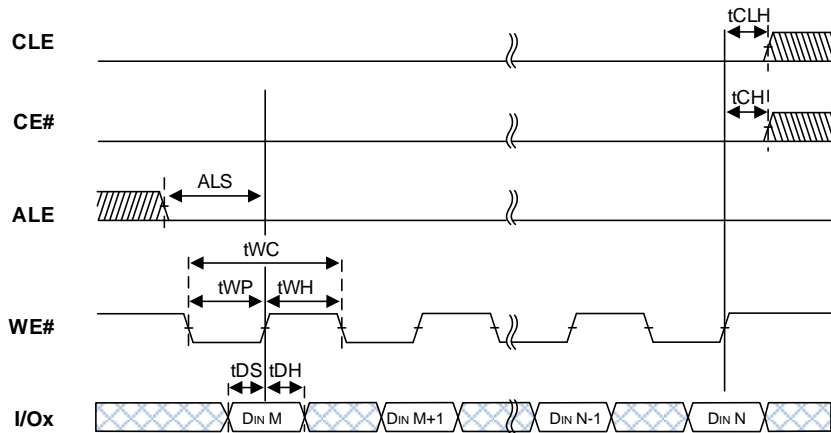 CLE
tCLH
CE#
tCH
ALE
ALS
tWC
tWP
tWH
WE#
tDS
tDH
I/Ox
DIN M
DIN M+1
DIN N-1
DIN N